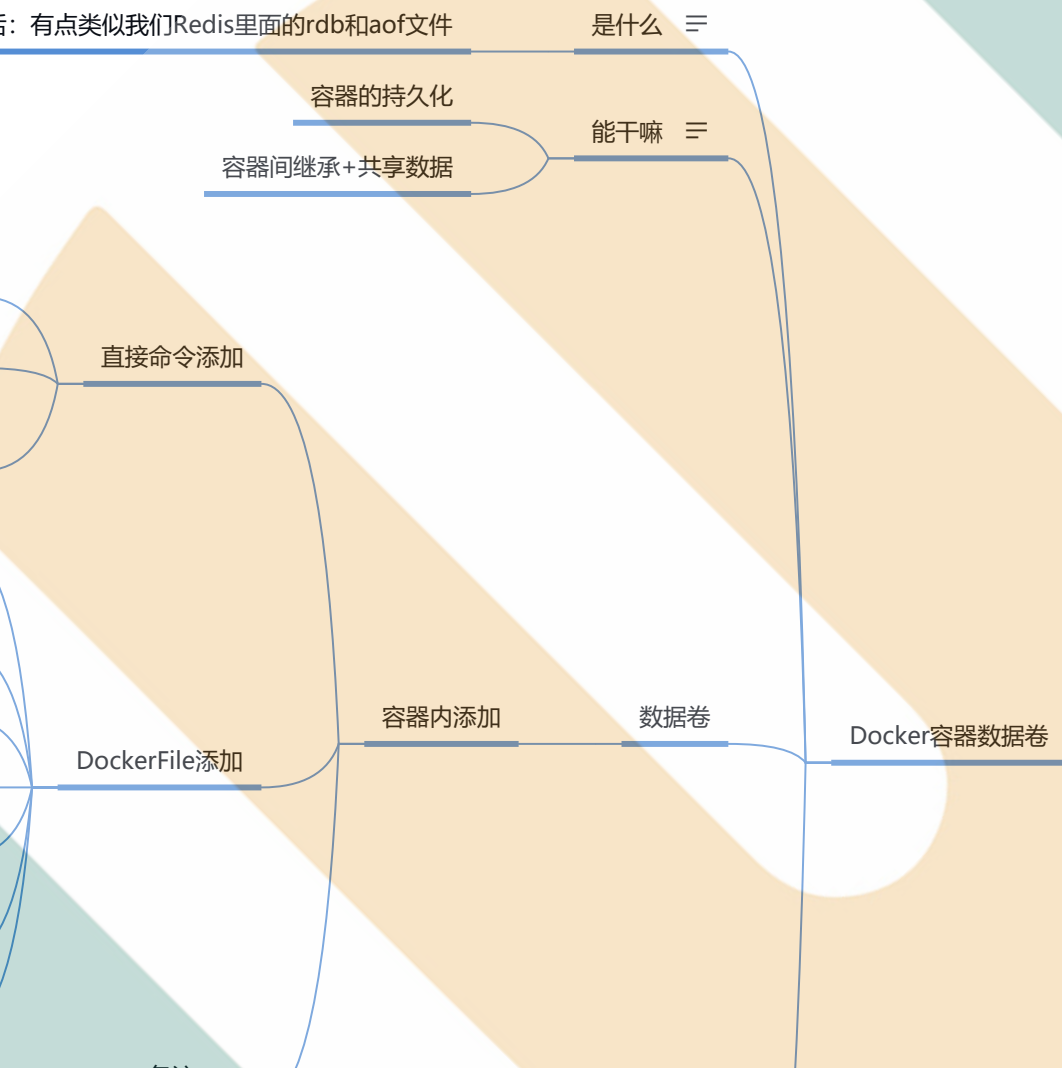 ：有点类似我们Redis里面的rdb和aof文件
是什么
容器的持久化
能干嘛
容器间继承+共享数据
直接命令添加
容器内添加
数据卷
Docker容器数据卷
DockerFile添加